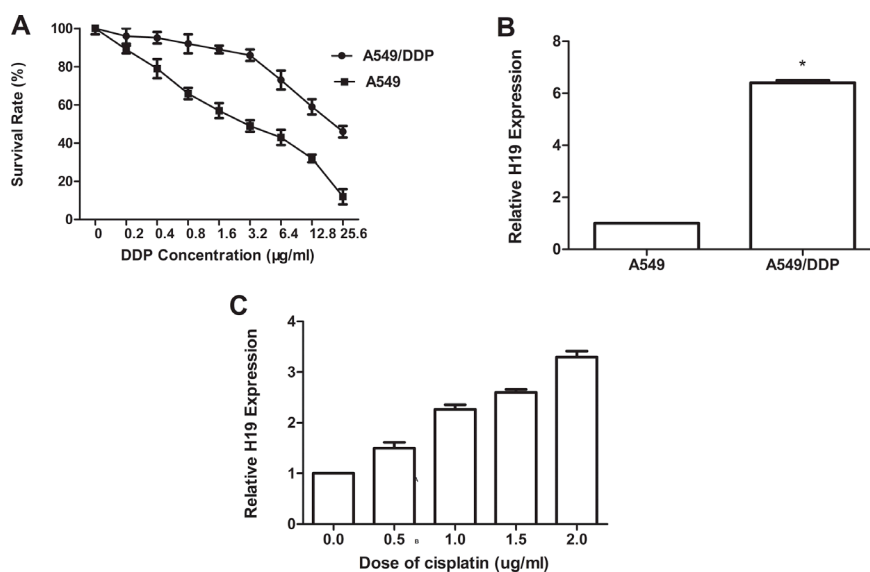 A
Survival Rate (%)
100
80
60
40
20
0
0 0.2 0.4 0.8 1.6 3.2 6.4 12.8 25.6
DDP Concentration (µg/ml)
A549/DDP
A549
B
Relative H19 Expression
8
6
4
2
0
*
A549 A549/DDP
C
Relative H19 Expression
4
3
2
1
0
0.0 0.5 B 1.0 1.5 2.0
Dose of cisplatin (ug/ml)